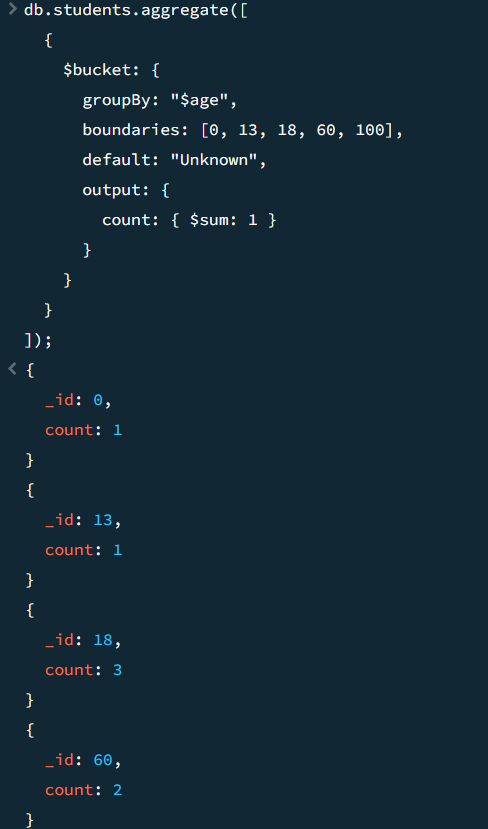 > db.students.aggregate([
{
$bucket: {
groupBy: "$age",
boundaries: [0, 13, 18, 60, 100],
default: "Unknown",
output: {
count: { $sum: 1 }
}
}
}
]);
< {
_id: 0,
count: 1
}
{
_id: 13,
count: 1
}
{
_id: 18,
count: 3
}
{
_id: 60,
count: 2
}